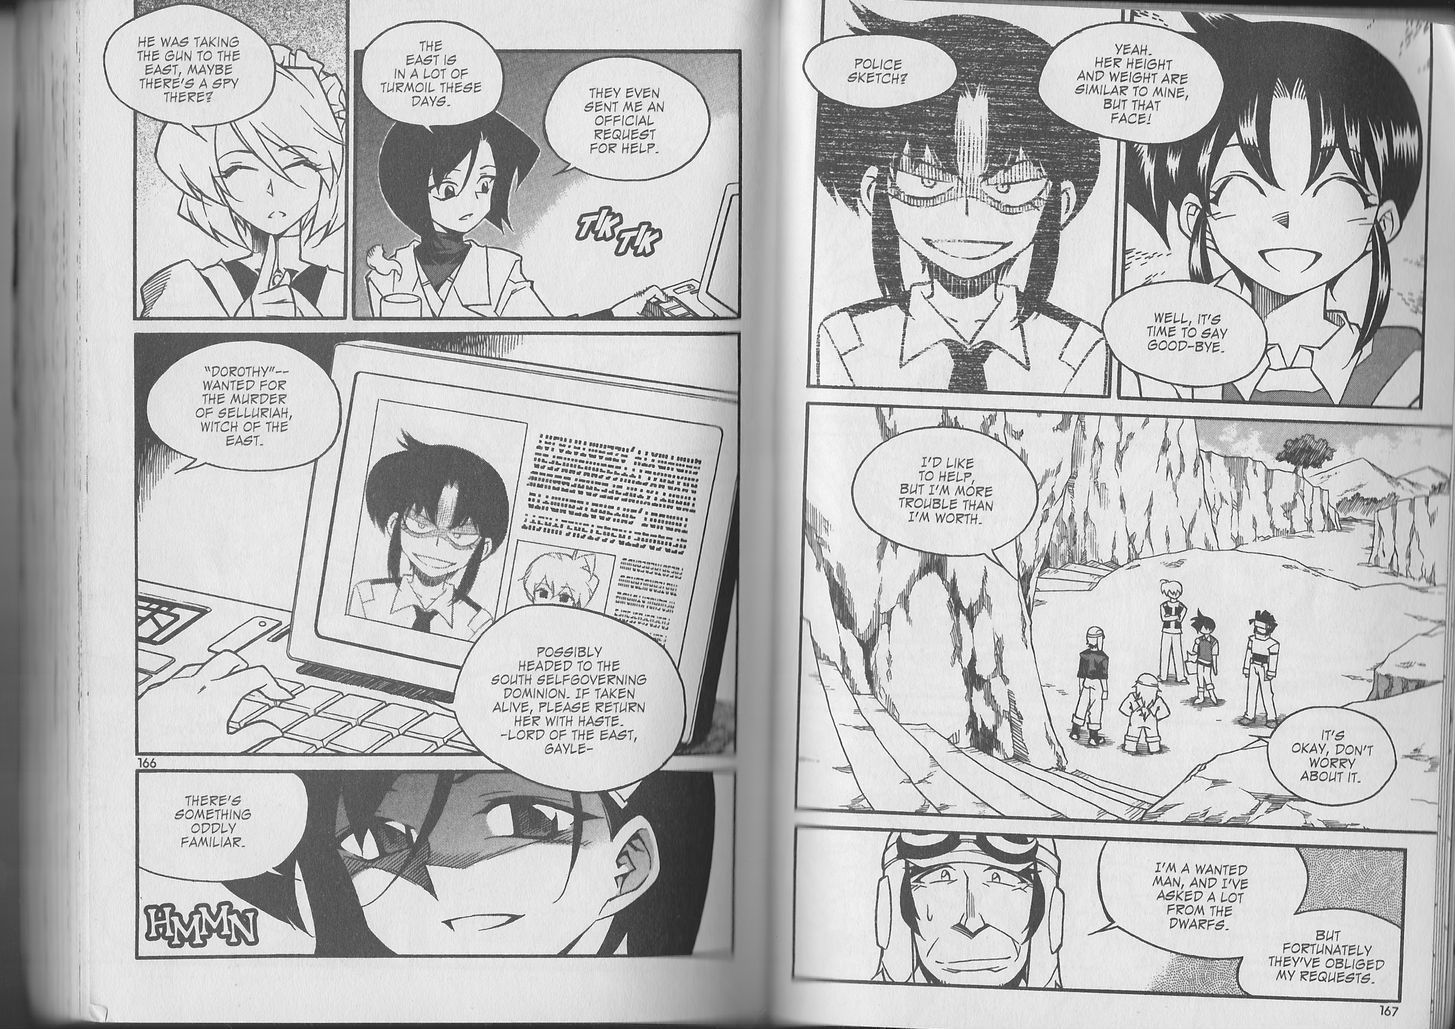 HE WAS TAKING
THE GUN TO THE
EAST, MAYBE
THERE'S A SPY
THERE?
THE
EAST IS
IN A LOT OF
TURMOIL THESE
DAYS.
THEY EVEN
SENT ME AN
OFFICIAL
REQUEST
FOR HELP.
TK TK
"DOROTHY"--
WANTED FOR
THE MURDER
OF SELLURIAH,
WITCH OF THE
EAST.
POSSIBLY
HEADED TO THE
SOUTH SELFGOVERNING
DOMINION. IF TAKEN
ALIVE, PLEASE RETURN
HER WITH HASTE.
-LORD OF THE EAST,
GAYLE-
166
THERE'S
SOMETHING
ODDLY
FAMILIAR.
HMMN
POLICE
SKETCH?
YEAH.
HER HEIGHT
AND WEIGHT ARE
SIMILAR TO MINE,
BUT THAT
FACE!
WELL, IT'S
TIME TO SAY
GOOD-BYE.
I'D LIKE
TO HELP,
BUT I'M MORE
TROUBLE THAN
I'M WORTH.
IT'S
OKAY, DON'T
WORRY
ABOUT IT.
I'M A WANTED
MAN, AND I'VE
ASKED A LOT
FROM THE
DWARFS.
BUT
FORTUNATELY
THEY'VE OBLIGED
MY REQUESTS.
167